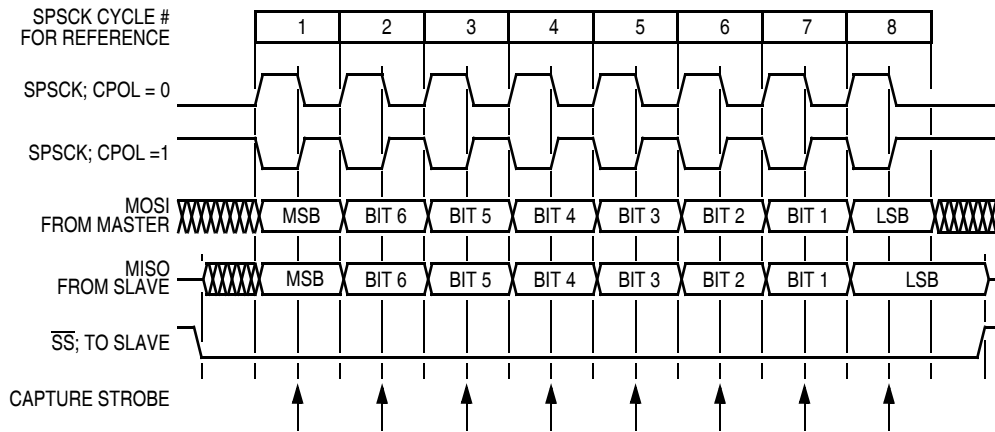 SPSCK CYCLE #
FOR REFERENCE
1 2 3 4 5 6 7 8
SPSCK; CPOL = 0
SPSCK; CPOL =1
MOSI
FROM MASTER
MSB BIT 6 BIT 5 BIT 4 BIT 3 BIT 2 BIT 1 LSB
MISO
FROM SLAVE
MSB BIT 6 BIT 5 BIT 4 BIT 3 BIT 2 BIT 1 LSB
S̅S̅; TO SLAVE
CAPTURE STROBE